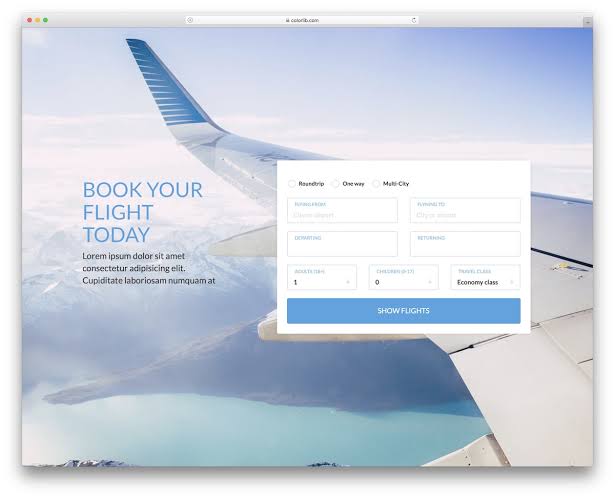 colorlib.com
BOOK YOUR
FLIGHT
TODAY
Lorem ipsum dolor sit amet
consectetur adipisicing elit.
Cupiditate laboriosam numquam at
Roundtrip One way Multi-City
FLYING FROM FLYNING TO
City or airport City or airport
DEPARTING RETURNING
ADULTS (18+) CHILDREN (0-17) TRAVEL CLASS
1 0 Economy class
SHOW FLIGHTS